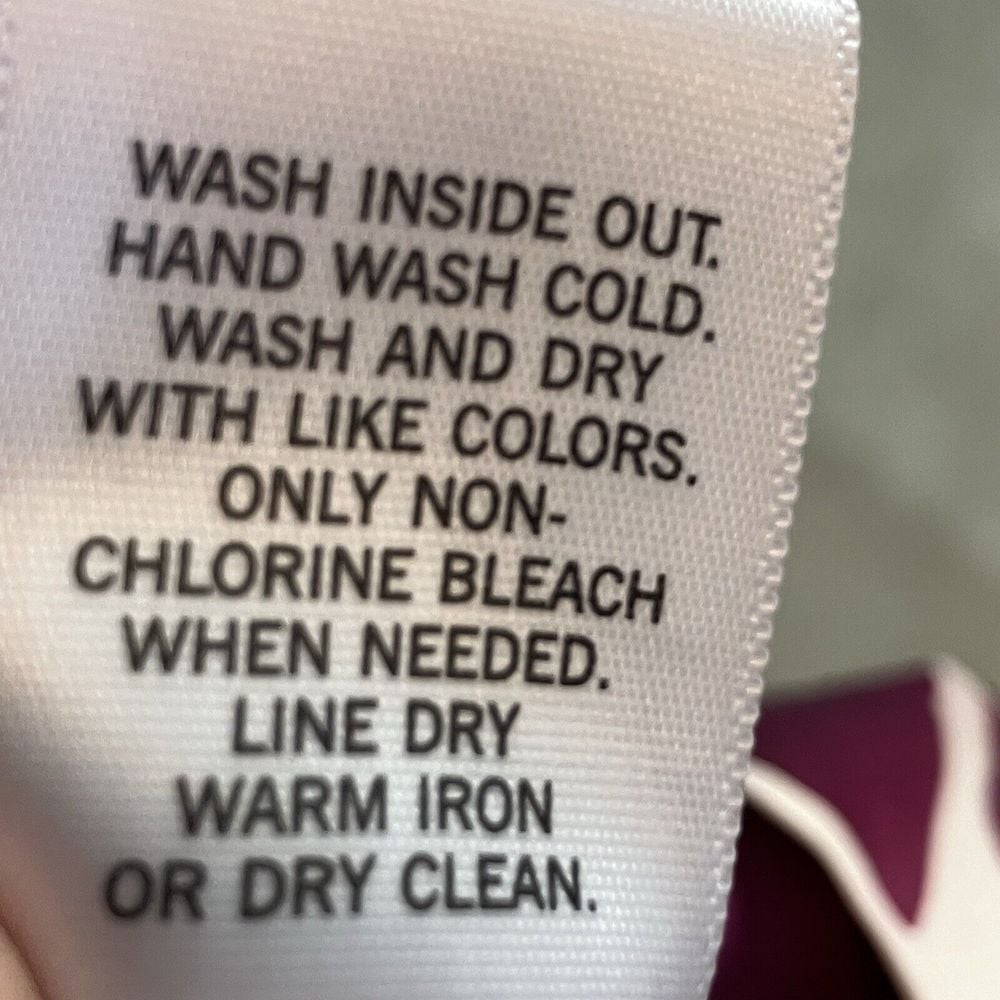 WASH INSIDE OUT.
HAND WASH COLD.
WASH AND DRY
WITH LIKE COLORS.
ONLY NON-
CHLORINE BLEACH
WHEN NEEDED.
LINE DRY
WARM IRON
OR DRY CLEAN.